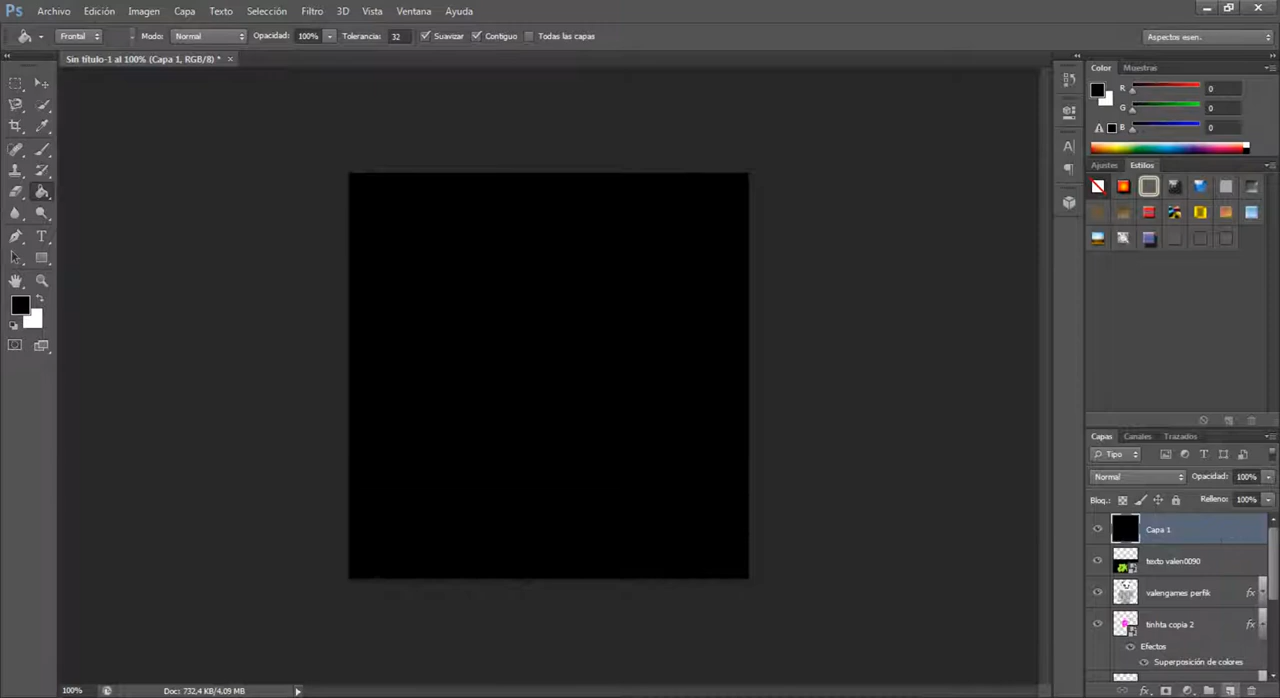 Ps Archivo Edición Imagen Capa Texto Selección Filtro 3D Vista Ventana Ayuda
Frontal Modo: Normal Opacidad: 100% Tolerancia: 32 Suavizar Contiguo Todas las capas Aspectos esen.
Sin título-1 al 100% (Capa 1, RGB/8) *
Color Muestras
R 0
G 0
B 0
Ajustes Estilos
Capas Canales Trazados
Tipo
Normal Opacidad: 100%
Bloq.: Relleno: 100%
Capa 1
texto valen0090
valengames perfik fx
tinhta copia 2 fx
Efectos
Superposición de colores
100% Doc: 732,4 KB/4,09 MB